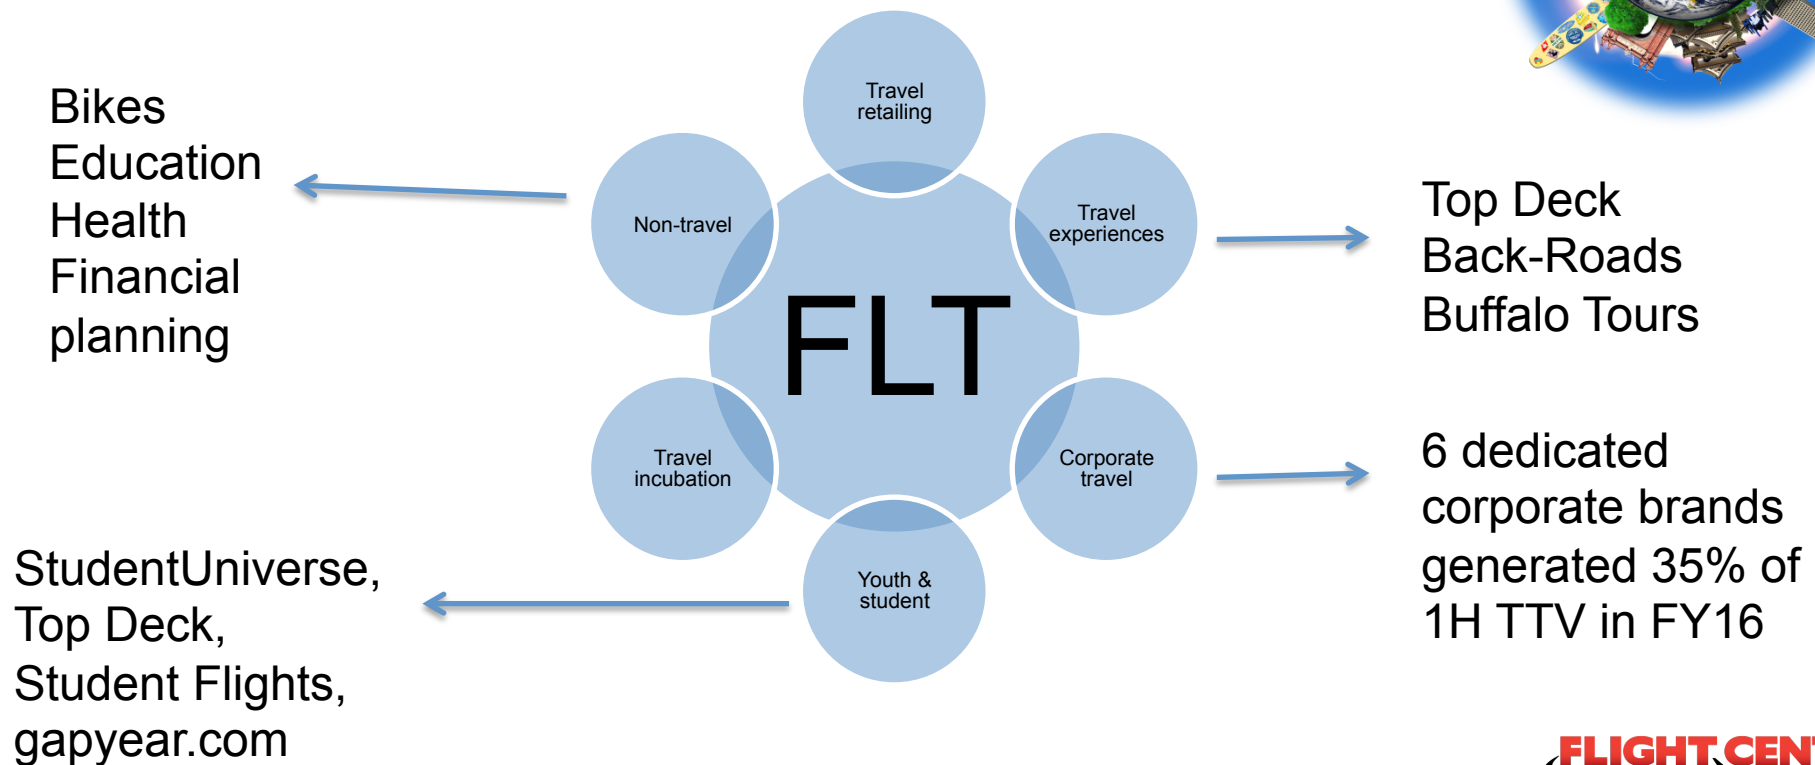 Travel
retailing
Bikes
Education
Health
Financial
planning
Non-travel
Travel
experiences
Top Deck
Back-Roads
Buffalo Tours
FLT
Travel
incubation
Corporate
travel
6 dedicated
corporate brands
generated 35% of
1H TTV in FY16
StudentUniverse,
Top Deck,
Student Flights,
gapyear.com
Youth &
student
FLIGHT CENT